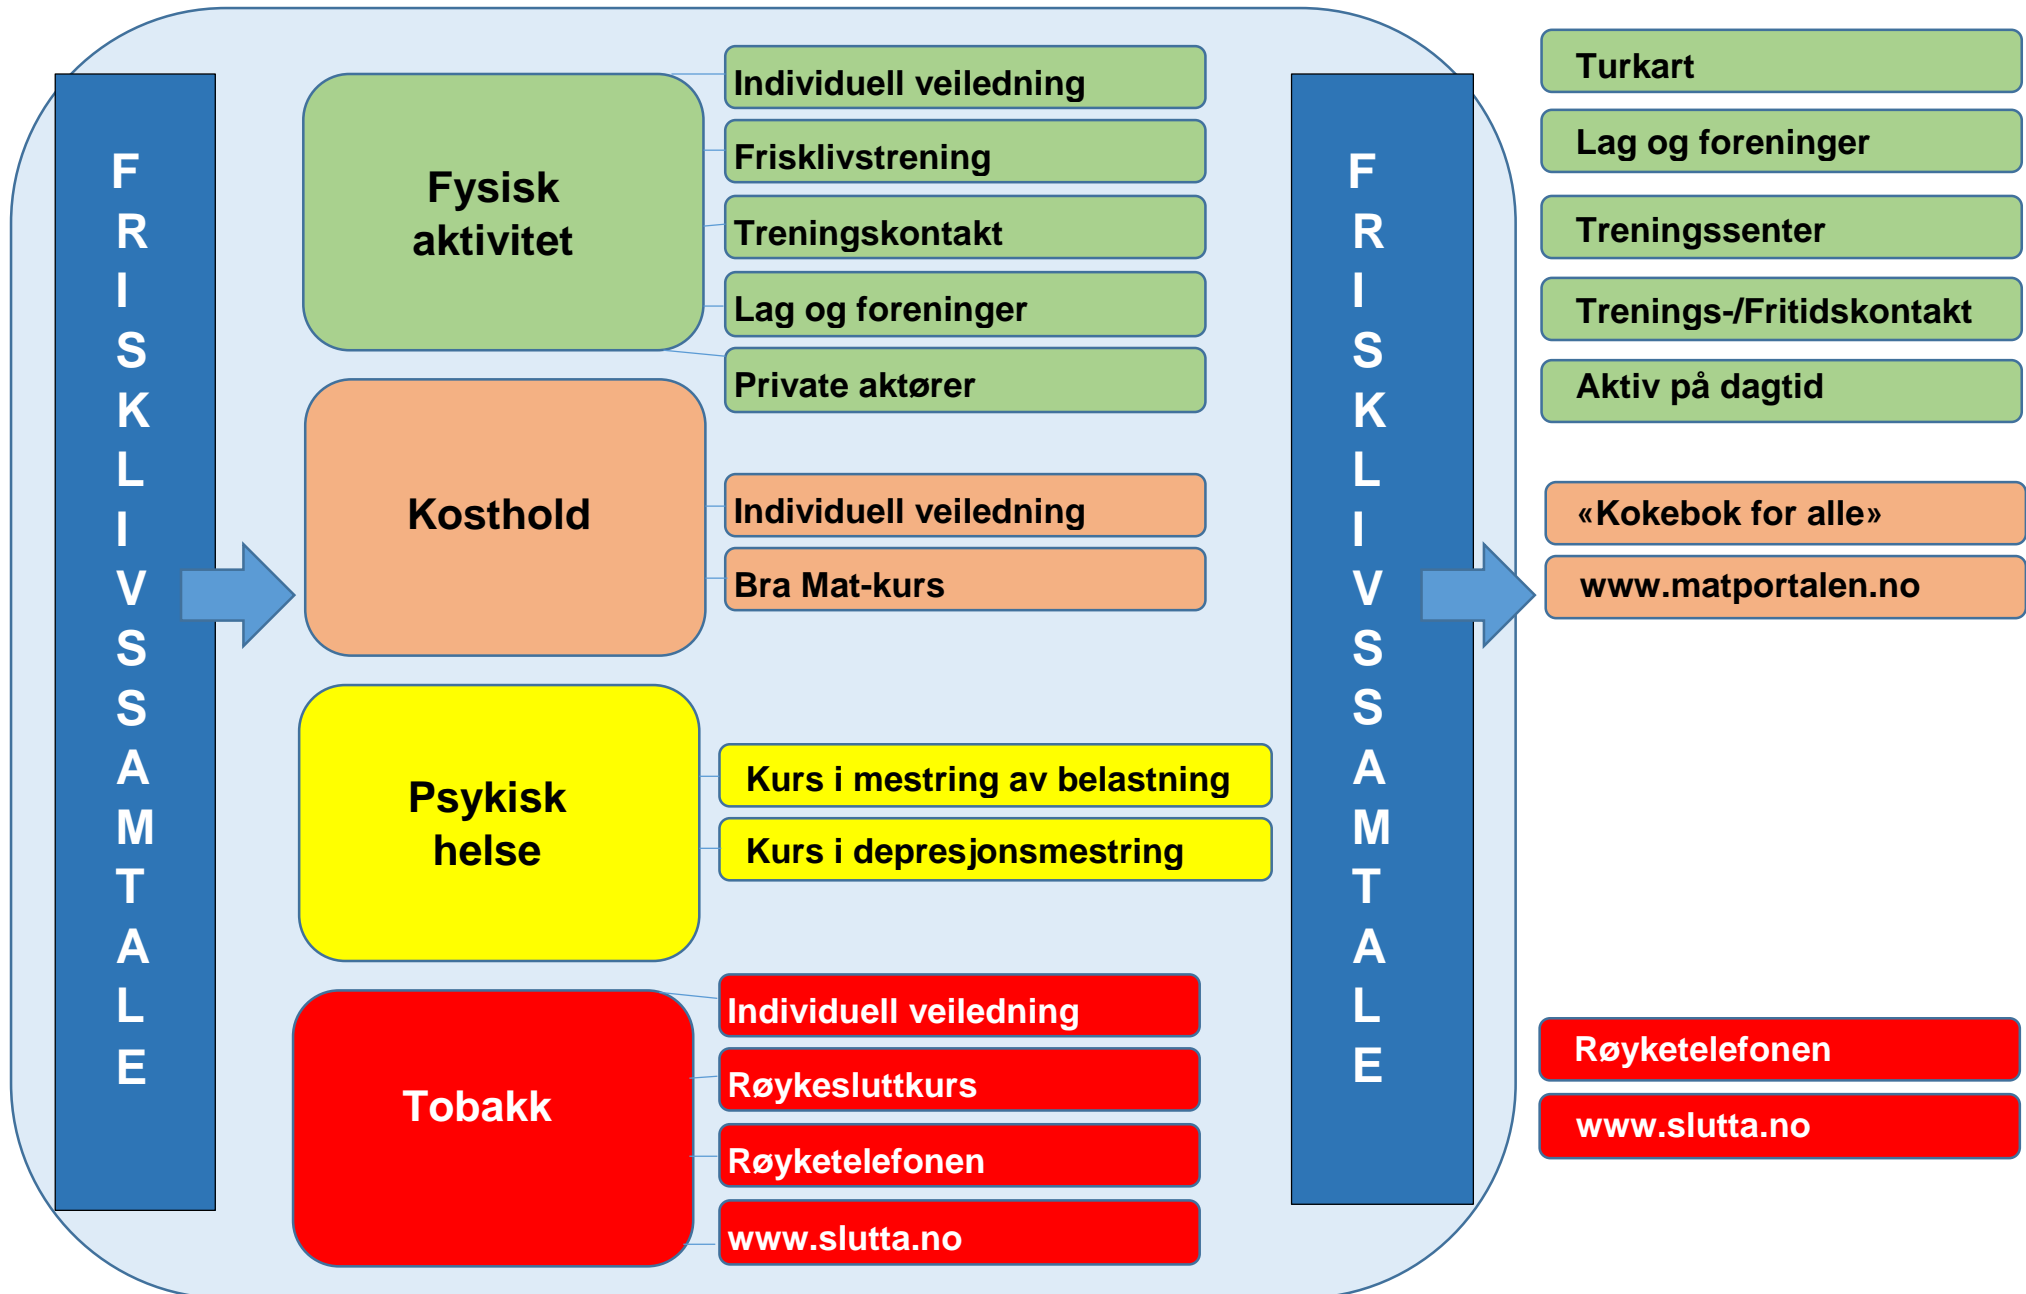 FRISKLIVSSAMTALE
Fysisk
aktivitet
Individuell veiledning
Frisklivstrening
Treningskontakt
Lag og foreninger
Private aktører
Kosthold
Individuell veiledning
Bra Mat-kurs
Psykisk
helse
Kurs i mestring av belastning
Kurs i depresjonsmestring
Tobakk
Individuell veiledning
Røykesluttkurs
Røyketelefonen
www.slutta.no
FRISKLIVSSAMTALE
Turkart
Lag og foreninger
Treningssenter
Trenings-/Fritidskontakt
Aktiv på dagtid
«Kokebok for alle»
www.matportalen.no
Røyketelefonen
www.slutta.no